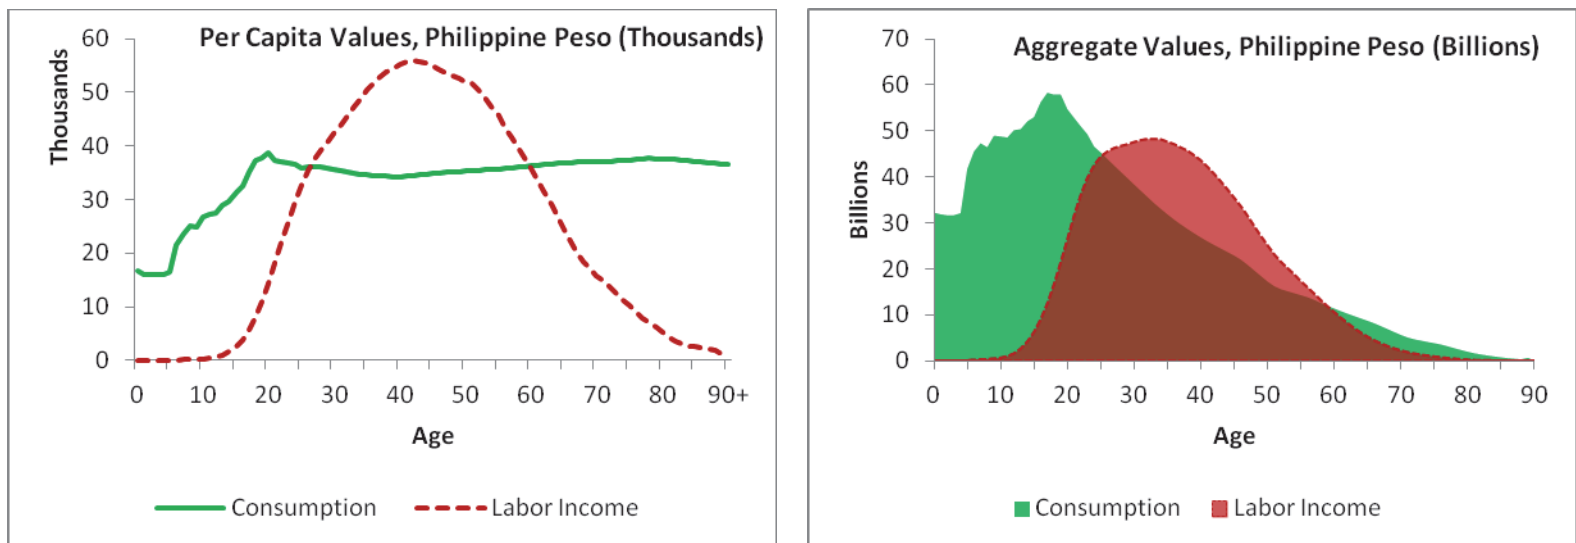 Per Capita Values, Philippine Peso (Thousands)
Thousands
60
50
40
30
20
10
0
0 10 20 30 40 50 60 70 80 90+
Age
Consumption Labor Income
Aggregate Values, Philippine Peso (Billions)
Billions
70
60
50
40
30
20
10
0
0 10 20 30 40 50 60 70 80 90
Age
Consumption Labor Income